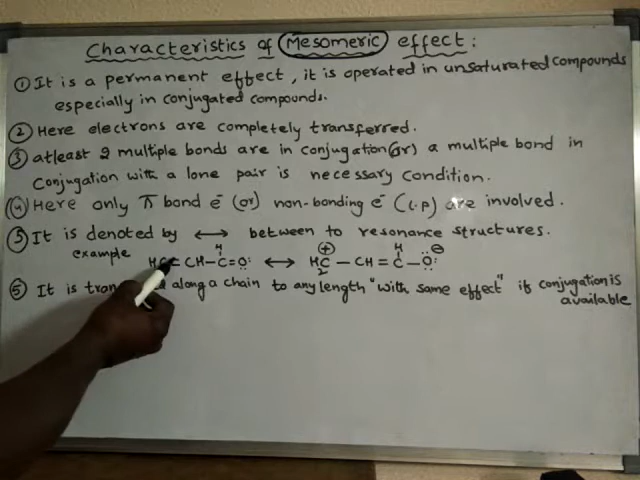 Characteristics of Mesomeric effect :
① It is a permanent effect, it is operated in unsaturated compounds
especially in conjugated compounds.
② Here electrons are completely transferred.
③ atleast 2 multiple bonds are in conjugation (or) a multiple bond in
Conjugation with a lone pair is necessary condition.
④ Here only π bond e⁻ (or) non-bonding e⁻ (l.p) are involved.
⑤ It is denoted by ↔ between to resonance structures.
example
H H
CH–C=O: ↔ H₂C⊕ — CH = C — O:⊖
⑤ It is along a chain to any length "with same effect" if conjugation is
available